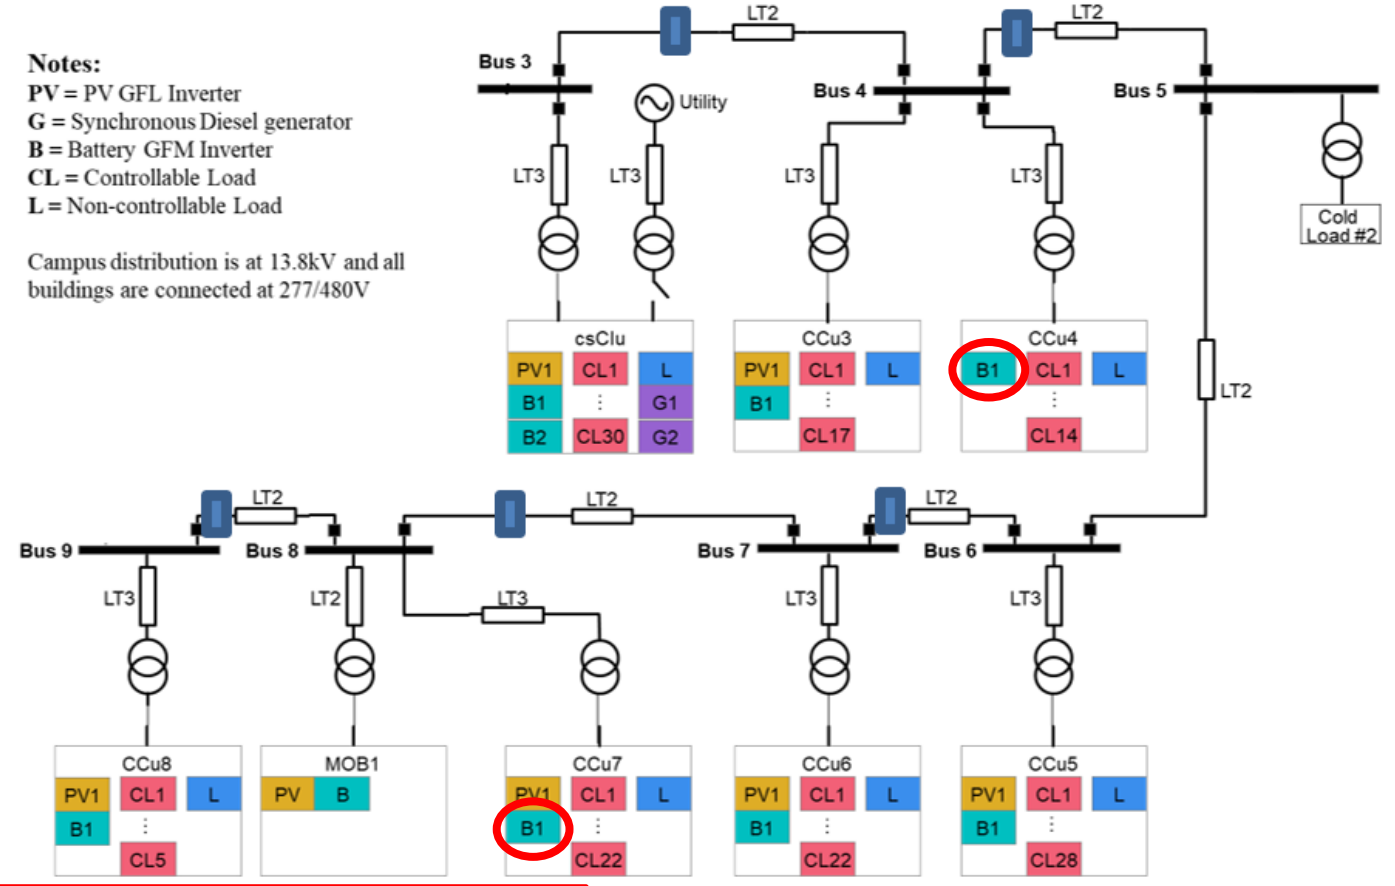 Notes:
PV = PV GFL Inverter
G = Synchronous Diesel generator
B = Battery GFM Inverter
CL = Controllable Load
L = Non-controllable Load
Campus distribution is at 13.8kV and all
buildings are connected at 277/480V
LT2
LT2
Bus 3
Utility
Bus 4
Bus 5
LT3
LT3
LT3
LT3
Cold
Load #2
csClu
PV1
CL1
L
B1
⋮
G1
B2
CL30
G2
CCu3
PV1
CL1
L
B1
⋮
CL17
CCu4
B1
CL1
L
⋮
CL14
LT2
LT2
LT2
LT2
Bus 9
Bus 8
Bus 7
Bus 6
LT3
LT2
LT3
LT3
LT3
CCu8
PV1
CL1
L
B1
⋮
CL5
MOB1
PV
B
CCu7
PV1
CL1
L
B1
⋮
CL22
CCu6
PV1
CL1
L
B1
⋮
CL22
CCu5
PV1
CL1
L
B1
⋮
CL28